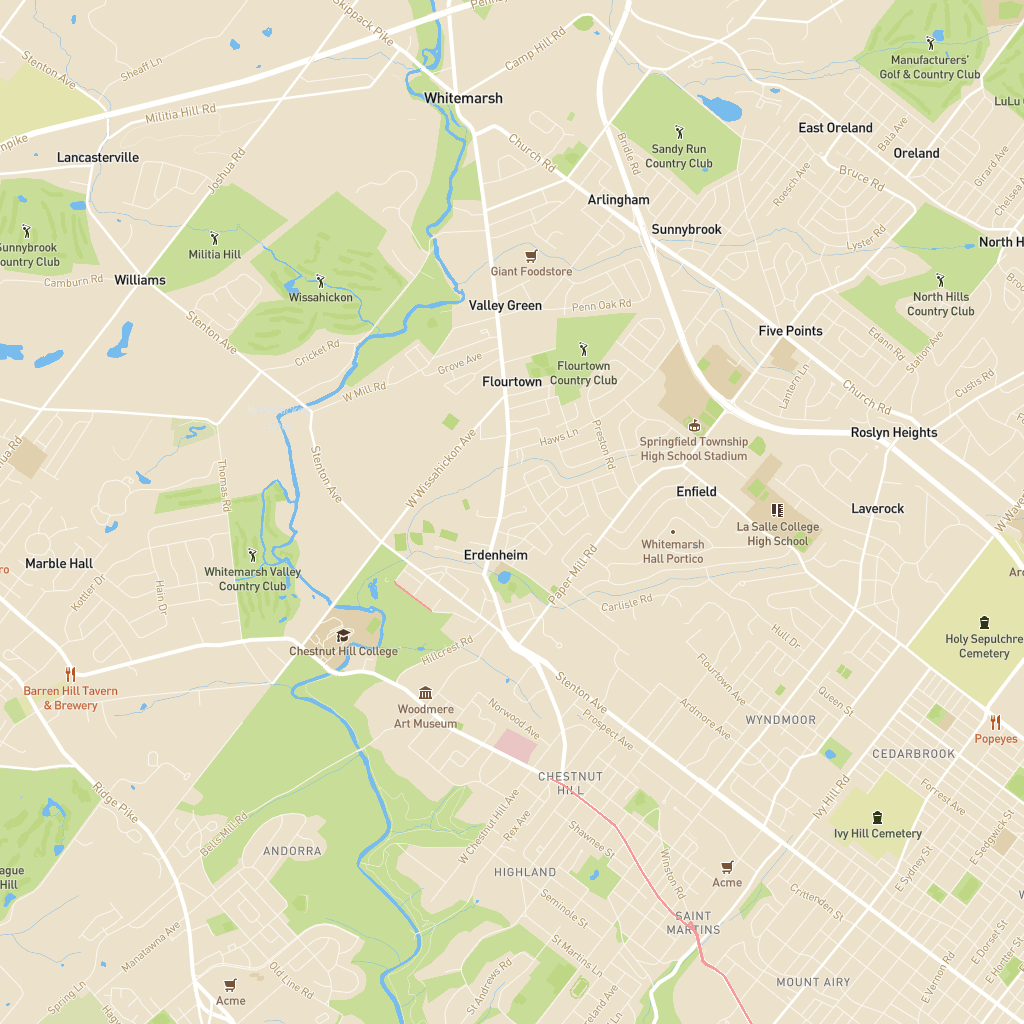 Skippack Pike
Stenton Ave
Sheaff Ln
Camp Hill Rd
Manufacturers'
Golf & Country Club
Whitemarsh
Militia Hill Rd
Church Rd
Bridle Rd
Sandy Run
Country Club
East Oreland
Bala Ave
Oreland
Girard Ave
Lancasterville
Joshua Rd
Bruce Rd
Roesch Ave
Arlingham
Sunnybrook
Lyster Rd
Militia Hill
Giant Foodstore
Williams
Camburn Rd
Wissahickon
Valley Green
Penn Oak Rd
North Hills
Country Club
Stenton Ave
Cricket Rd
Five Points
Edann Rd
Station Ave
Grove Ave
Flourtown
Country Club
W Mill Rd
Flourtown
Lantern Ln
Church Rd
Custis Rd
Haws Ln
Preston Rd
Springfield Township
High School Stadium
Roslyn Heights
Stenton Ave
W Wissahickon Ave
Thomas Rd
Enfield
Laverock
La Salle College
High School
Whitemarsh
Hall Portico
Marble Hall
Erdenheim
Whitemarsh Valley
Country Club
Kottler Dr
Hain Dr
Paper Mill Rd
Carlisle Rd
Hull Dr
Holy Sepulchre
Cemetery
Chestnut Hill College
Hillcrest Rd
Barren Hill Tavern
& Brewery
Flourtown Ave
Stenton Ave
Queen St
Woodmere
Art Museum
Norwood Ave
Prospect Ave
Ardmore Ave
WYNDMOOR
Popeyes
CEDARBROOK
CHESTNUT
HILL
Ridge Pike
Ivy Hill Rd
Forrest Ave
W Chestnut Hill Ave
Rex Ave
Bells Mill Rd
Shawnee St
Ivy Hill Cemetery
E Sedgwick St
ANDORRA
HIGHLAND
Winston Rd
Acme
E Sydney St
Crittenden St
Seminole St
SAINT
MARTINS
Manatawna Ave
St Martins Ln
E Dorset St
E Vernon Rd
Old Line Rd
St Andrews Rd
MOUNT AIRY
Spring Ln
Acme